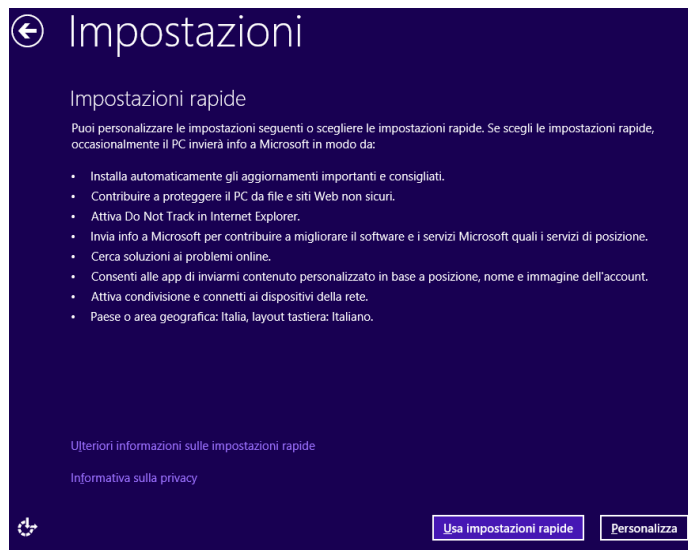 Impostazioni
Impostazioni rapide
Puoi personalizzare le impostazioni seguenti o scegliere le impostazioni rapide. Se scegli le impostazioni rapide,
occasionalmente il PC invierà info a Microsoft in modo da:
• Installa automaticamente gli aggiornamenti importanti e consigliati.
• Contribuire a proteggere il PC da file e siti Web non sicuri.
• Attiva Do Not Track in Internet Explorer.
• Invia info a Microsoft per contribuire a migliorare il software e i servizi Microsoft quali i servizi di posizione.
• Cerca soluzioni ai problemi online.
• Consenti alle app di inviarmi contenuto personalizzato in base a posizione, nome e immagine dell'account.
• Attiva condivisione e connetti ai dispositivi della rete.
• Paese o area geografica: Italia, layout tastiera: Italiano.
Ulteriori informazioni sulle impostazioni rapide
Informativa sulla privacy
Usa impostazioni rapide
Personalizza